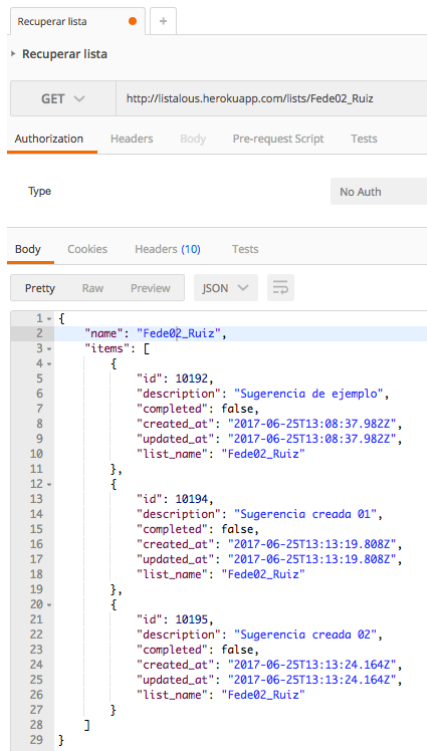 Recuperar lista
+
Recuperar lista
GET http://listalous.herokuapp.com/lists/Fede02_Ruiz
Authorization Headers Body Pre-request Script Tests
Type No Auth
Body Cookies Headers (10) Tests
Pretty Raw Preview JSON
1 {
2 "name": "Fede02_Ruiz",
3 "items": [
4 {
5 "id": 10192,
6 "description": "Sugerencia de ejemplo",
7 "completed": false,
8 "created_at": "2017-06-25T13:08:37.982Z",
9 "updated_at": "2017-06-25T13:08:37.982Z",
10 "list_name": "Fede02_Ruiz"
11 },
12 {
13 "id": 10194,
14 "description": "Sugerencia creada 01",
15 "completed": false,
16 "created_at": "2017-06-25T13:13:19.808Z",
17 "updated_at": "2017-06-25T13:13:19.808Z",
18 "list_name": "Fede02_Ruiz"
19 },
20 {
21 "id": 10195,
22 "description": "Sugerencia creada 02",
23 "completed": false,
24 "created_at": "2017-06-25T13:13:24.164Z",
25 "updated_at": "2017-06-25T13:13:24.164Z",
26 "list_name": "Fede02_Ruiz"
27 }
28 ]
29 }